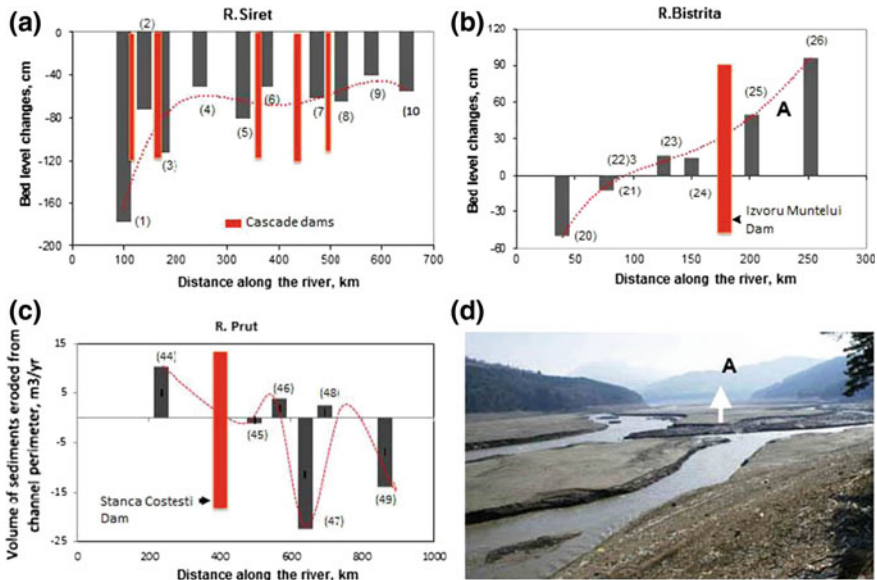 (a)
R.Siret
Bed level changes, cm
0
-40
-80
-120
-160
-200
(1)
(2)
(3)
(4)
(5)
(6)
(7)
(8)
(9)
(10
Cascade dams
0 100 200 300 400 500 600 700
Distance along the river, km
(b)
R.Bistrita
Bed level changes, cm
120
90
60
30
0
-30
-60
(20)
(21)
(22)3
(23)
(24)
(25)
(26)
A
Izvoru Muntelui
Dam
0 50 100 150 200 250 300
Distance along the river, km
(c)
R. Prut
Volume of sediments eroded from
channel perimeter, m3/yr
15
5
-5
-15
-25
(44)
(45)
(46)
(47)
(48)
(49)
Stanca Costesti
Dam
0 200 400 600 800 1000
Distance along the river, km
(d)
A